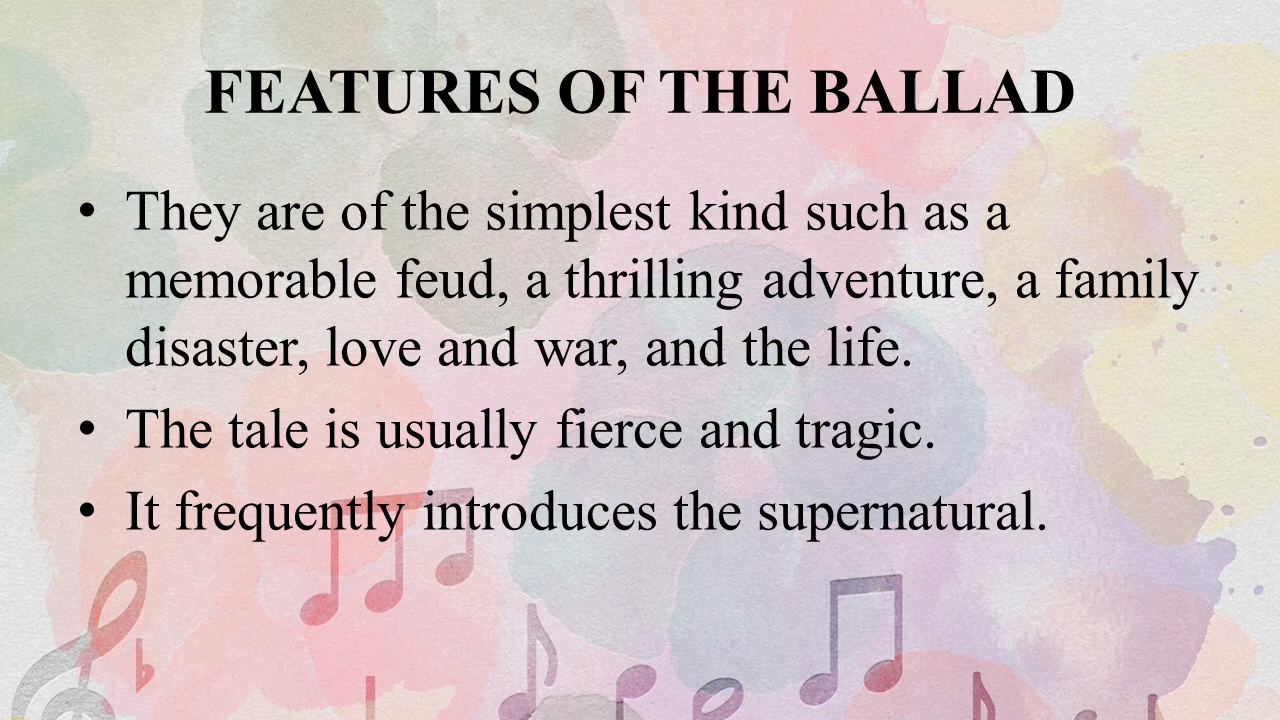 FEATURES OF THE BALLAD
• They are of the simplest kind such as a
memorable feud, a thrilling adventure, a family
disaster, love and war, and the life.
• The tale is usually fierce and tragic.
• It frequently introduces the supernatural.